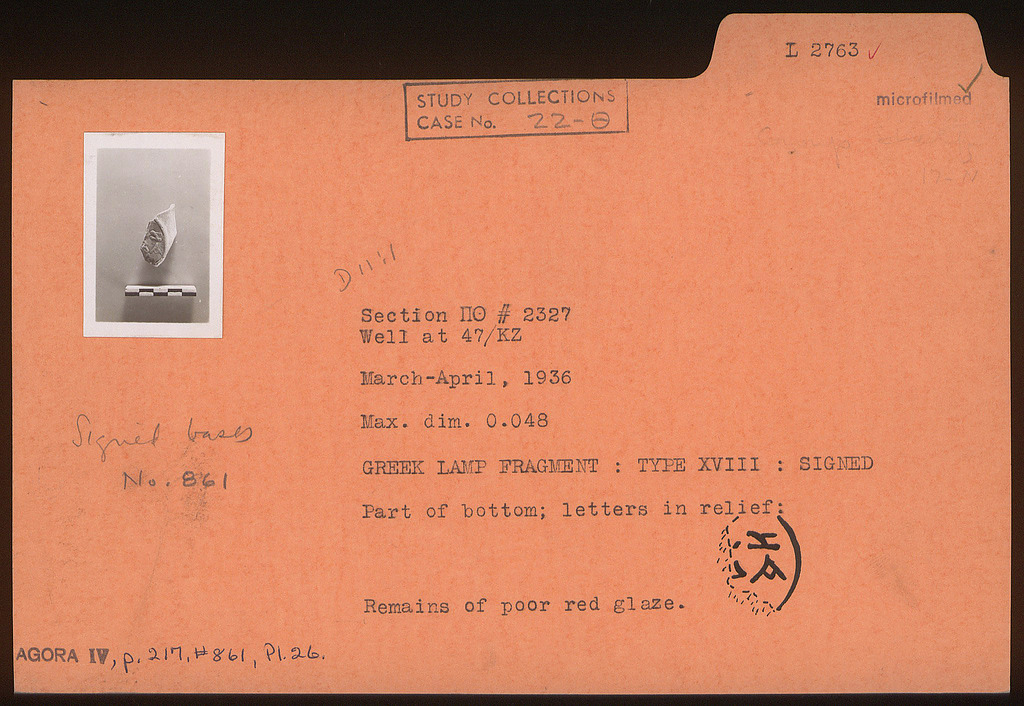 L 2763 ✓
microfilmed
STUDY COLLECTIONS
CASE No. 22-Θ
D 11:1
Section ΠΘ # 2327
Well at 47/KZ
March-April, 1936
Max. dim. 0.048
Signed bases
No. 861
GREEK LAMP FRAGMENT : TYPE XVIII : SIGNED
Part of bottom; letters in relief:
Remains of poor red glaze.
AGORA IV, p. 217, #861, Pl. 26.